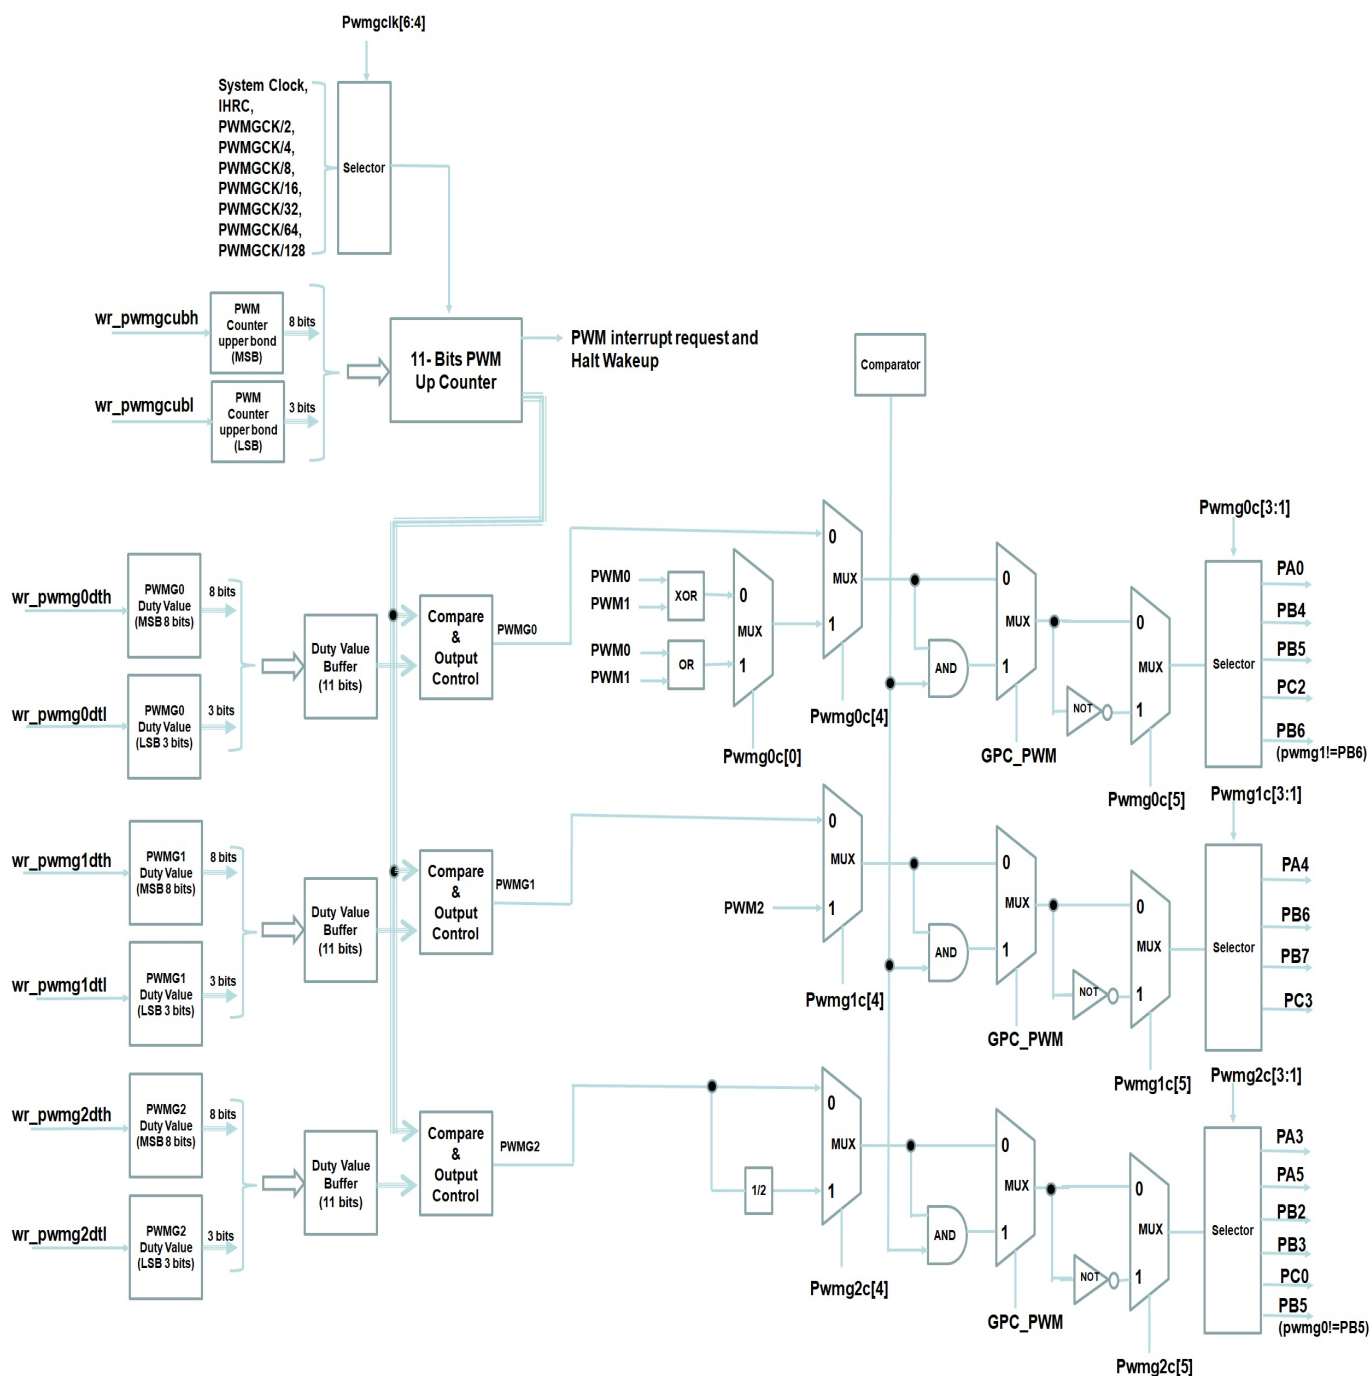 Pwmgclk[6:4]
System Clock,
IHRC,
PWMGCK/2,
PWMGCK/4,
PWMGCK/8,
PWMGCK/16,
PWMGCK/32,
PWMGCK/64,
PWMGCK/128
Selector
wr_pwmgcubh
PWM
Counter
upper bond
(MSB)
8 bits
wr_pwmgcubl
PWM
Counter
upper bond
(LSB)
3 bits
11- Bits PWM
Up Counter
PWM interrupt request and
Halt Wakeup
Comparator
wr_pwmg0dth
PWMG0
Duty Value
(MSB 8 bits)
8 bits
wr_pwmg0dtl
PWMG0
Duty Value
(LSB 3 bits)
3 bits
Duty Value
Buffer
(11 bits)
Compare
&
Output
Control
PWMG0
PWM0
PWM1
XOR
PWM0
PWM1
OR
0
MUX
1
Pwmg0c[0]
0
MUX
1
Pwmg0c[4]
AND
0
MUX
1
GPC_PWM
NOT
0
MUX
1
Pwmg0c[5]
Pwmg0c[3:1]
Selector
PA0
PB4
PB5
PC2
PB6
(pwmg1!=PB6)
wr_pwmg1dth
PWMG1
Duty Value
(MSB 8 bits)
8 bits
wr_pwmg1dtl
PWMG1
Duty Value
(LSB 3 bits)
3 bits
Duty Value
Buffer
(11 bits)
Compare
&
Output
Control
PWMG1
PWM2
0
MUX
1
Pwmg1c[4]
AND
0
MUX
1
GPC_PWM
NOT
0
MUX
1
Pwmg1c[5]
Pwmg1c[3:1]
Selector
PA4
PB6
PB7
PC3
wr_pwmg2dth
PWMG2
Duty Value
(MSB 8 bits)
8 bits
wr_pwmg2dtl
PWMG2
Duty Value
(LSB 3 bits)
3 bits
Duty Value
Buffer
(11 bits)
Compare
&
Output
Control
PWMG2
1/2
0
MUX
1
Pwmg2c[4]
AND
0
MUX
1
GPC_PWM
NOT
0
MUX
1
Pwmg2c[5]
Pwmg2c[3:1]
Selector
PA3
PA5
PB2
PB3
PC0
PB5
(pwmg0!=PB5)